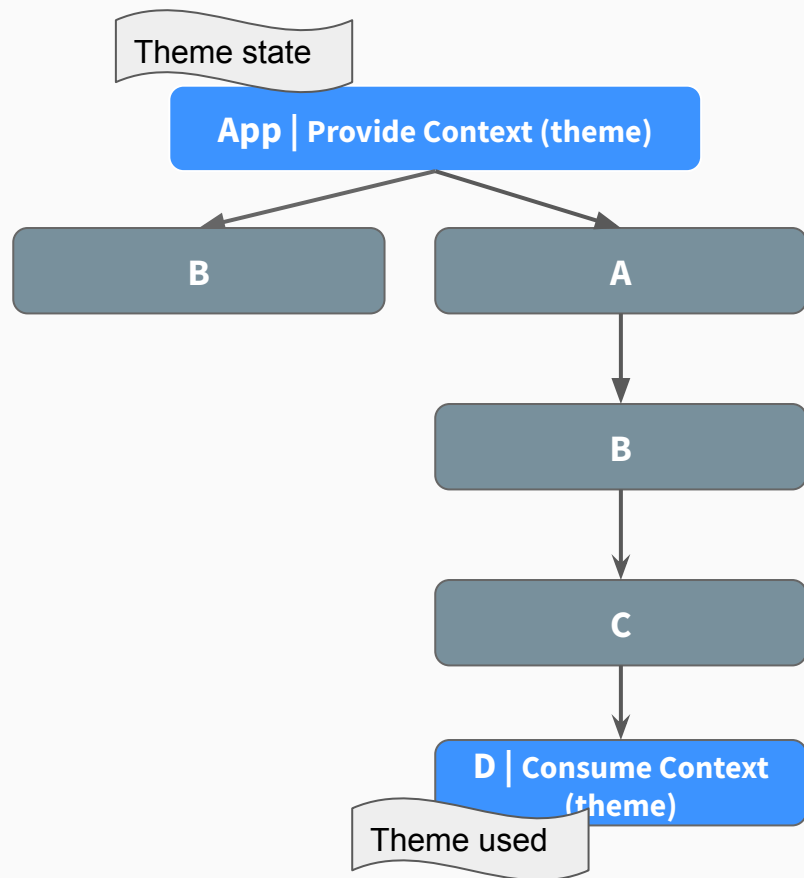 Theme state
App | Provide Context (theme)
B
A
B
C
D | Consume Context
(theme)
Theme used